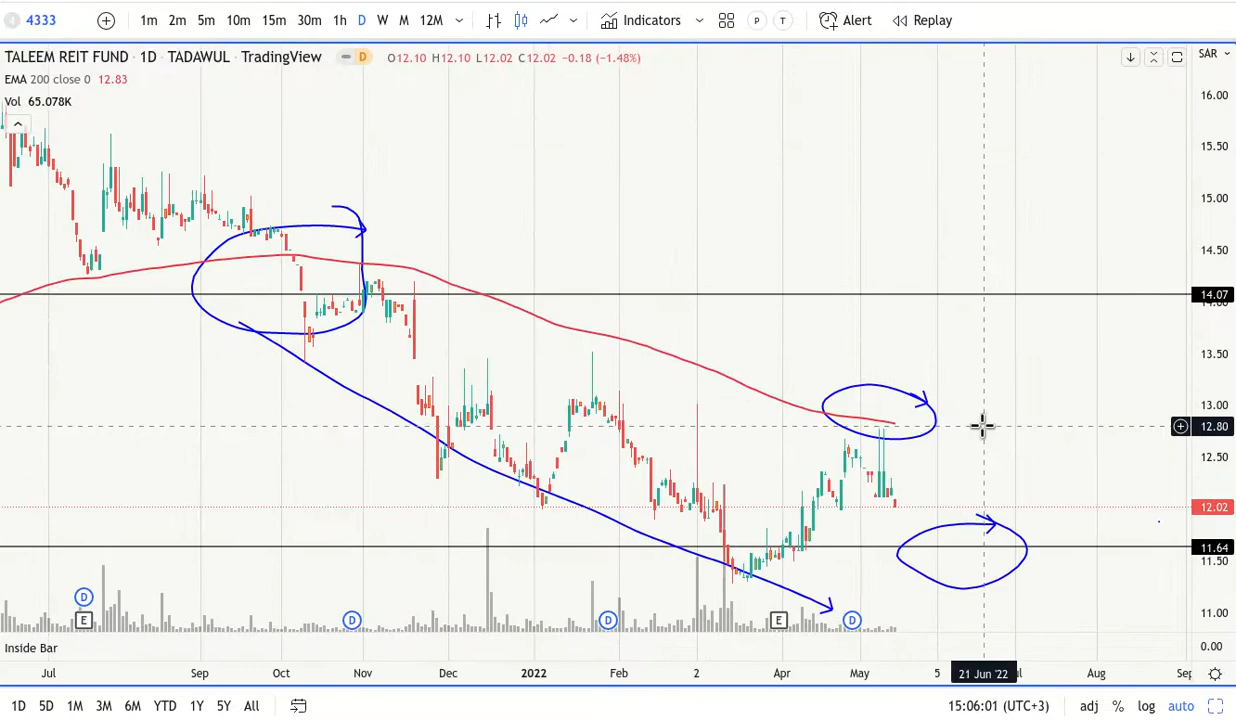 4333 1m 2m 5m 10m 15m 30m 1h D W M 12M Indicators P T Alert Replay
TALEEM REIT FUND · 1D · TADAWUL · TradingView D O12.10 H12.10 L12.02 C12.02 −0.18 (−1.48%) SAR
EMA 200 close 0 12.83
Vol 65.078K
16.00
15.50
15.00
14.50
14.07
14.00
13.50
13.00
12.80
12.50
12.02
11.64
11.50
11.00
D
E D D E D
Inside Bar 0.00
Jul Sep Oct Nov Dec 2022 Feb 2 Apr May 5 21 Jun '22 Aug
1D 5D 1M 3M 6M YTD 1Y 5Y All 15:06:01 (UTC+3) adj % log auto